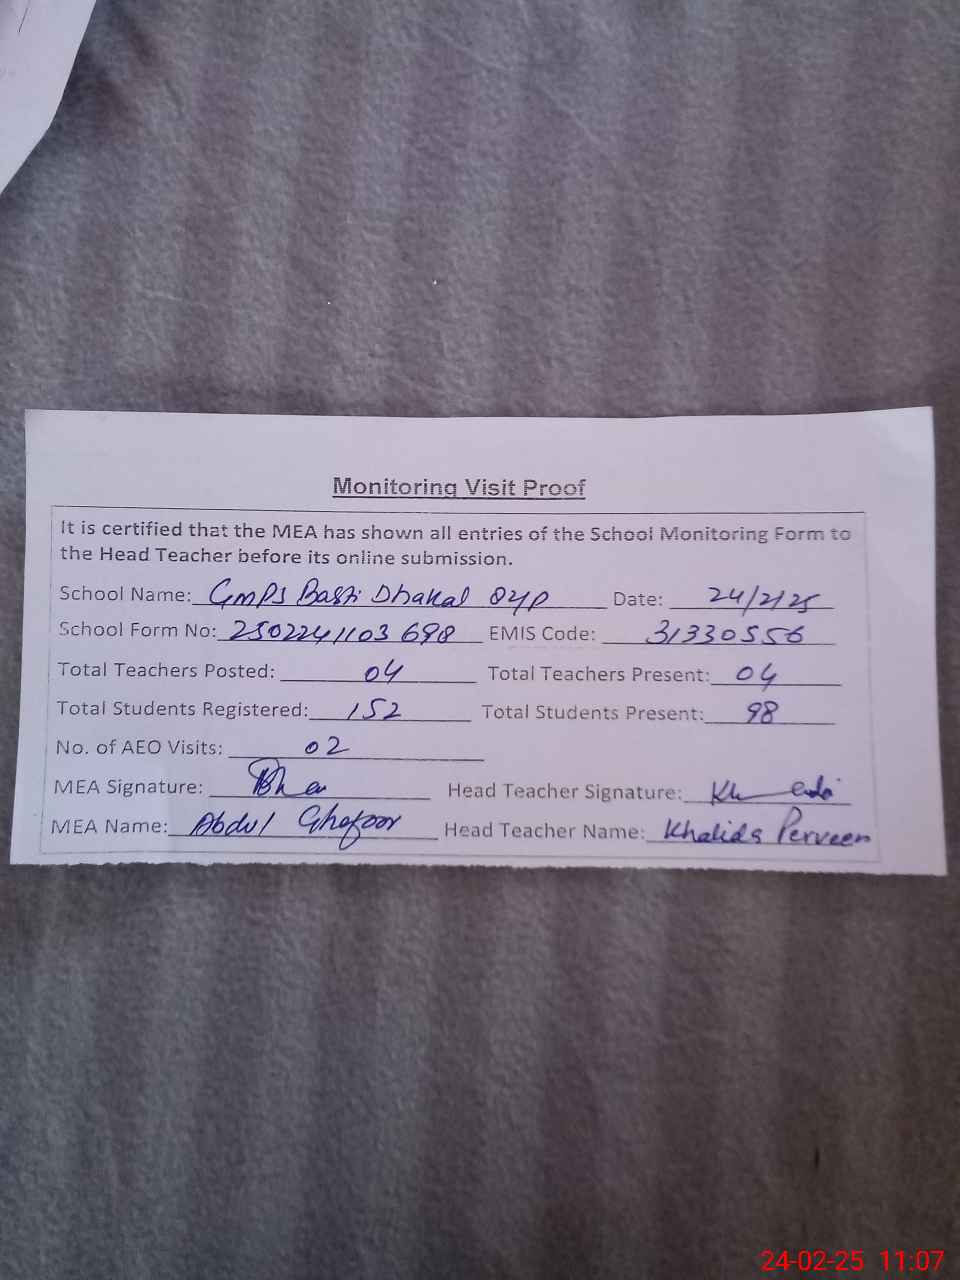 Monitoring Visit Proof
It is certified that the MEA has shown all entries of the School Monitoring Form to
the Head Teacher before its online submission.
School Name: GMPS Basti Dhakal Date: 24/2/25
School Form No: 2502241103698 EMIS Code: 31330556
Total Teachers Posted: 04 Total Teachers Present: 04
Total Students Registered: 152 Total Students Present: 98
No. of AEO Visits: 02
MEA Signature: Head Teacher Signature:
MEA Name: Abdul Ghafoor Head Teacher Name: Khalida Perveen
24-02-25 11:07